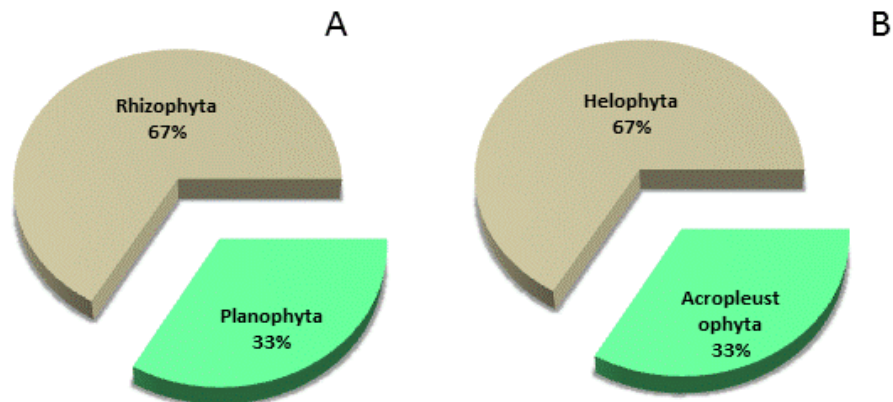 A
Rhizophyta
67%
Planophyta
33%
B
Helophyta
67%
Acropleust
ophyta
33%